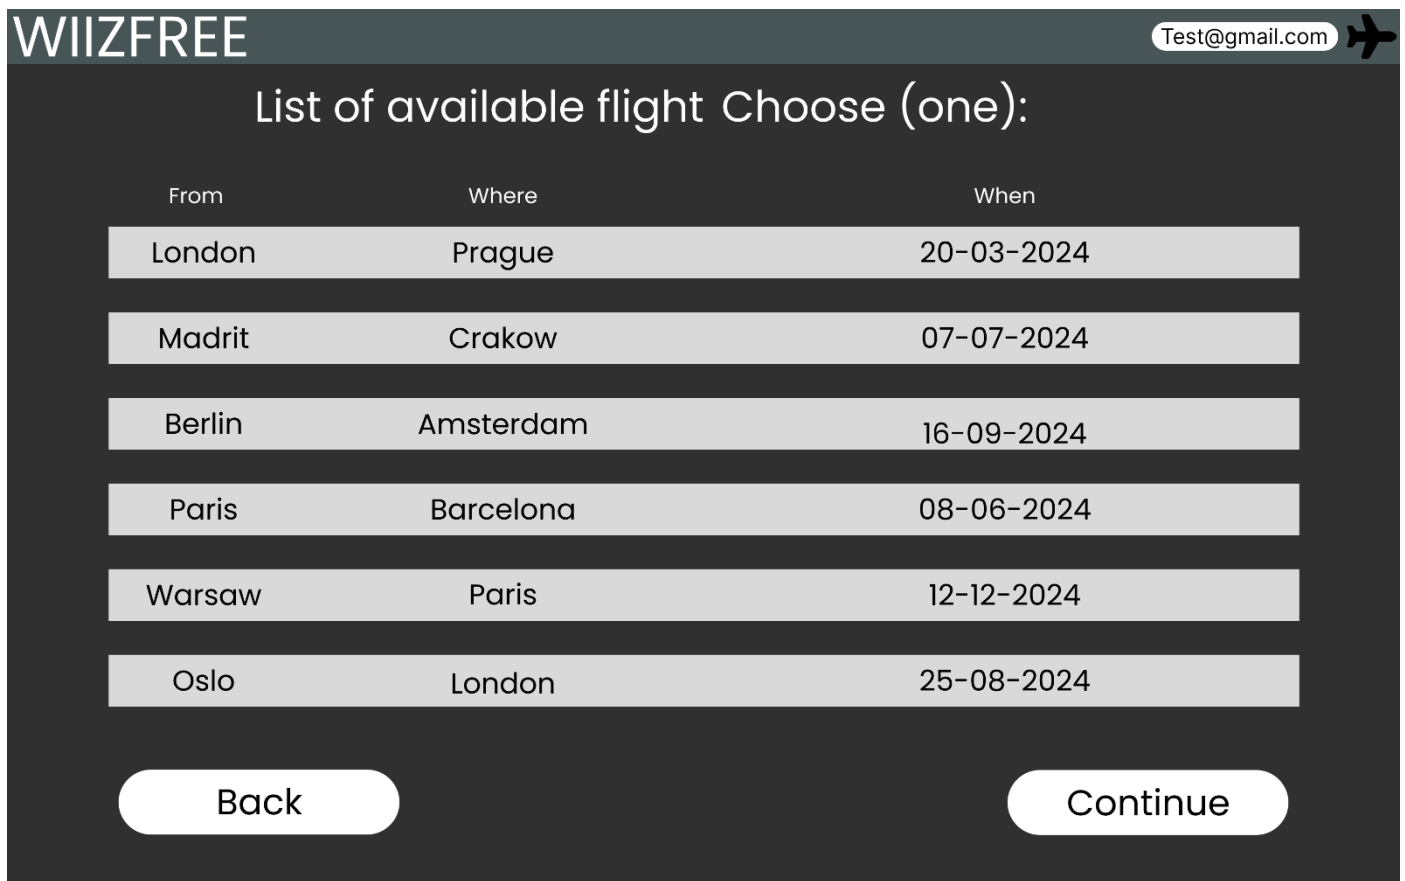 WIIZFREE Test@gmail.com
List of available flight Choose (one):
From Where When
London Prague 20-03-2024
Madrit Crakow 07-07-2024
Berlin Amsterdam 16-09-2024
Paris Barcelona 08-06-2024
Warsaw Paris 12-12-2024
Oslo London 25-08-2024
Back Continue